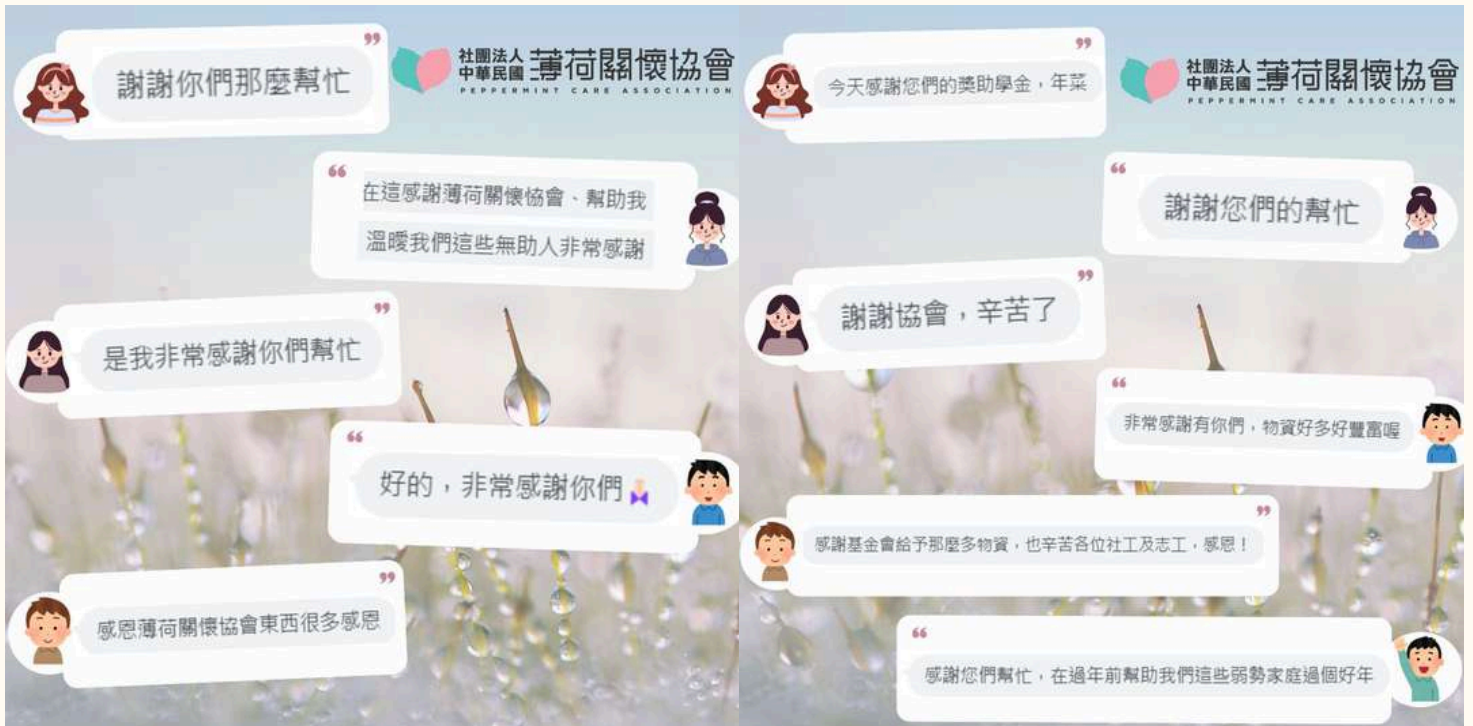 謝謝你們那麼幫忙
社團法人
中華民國
薄荷關懷協會
PEPPERMINT CARE ASSOCIATION
在這感謝薄荷關懷協會、幫助我
溫曖我們這些無助人非常感謝
是我非常感謝你們幫忙
好的，非常感謝你們
感恩薄荷關懷協會東西很多感恩
今天感謝您們的獎助學金，年菜
社團法人
中華民國
薄荷關懷協會
PEPPERMINT CARE ASSOCIATION
謝謝您們的幫忙
謝謝協會，辛苦了
非常感謝有你們，物資好多好豐富喔
感謝基金會給予那麼多物資，也辛苦各位社工及志工，感恩！
感謝您們幫忙，在過年前幫助我們這些弱勢家庭過個好年